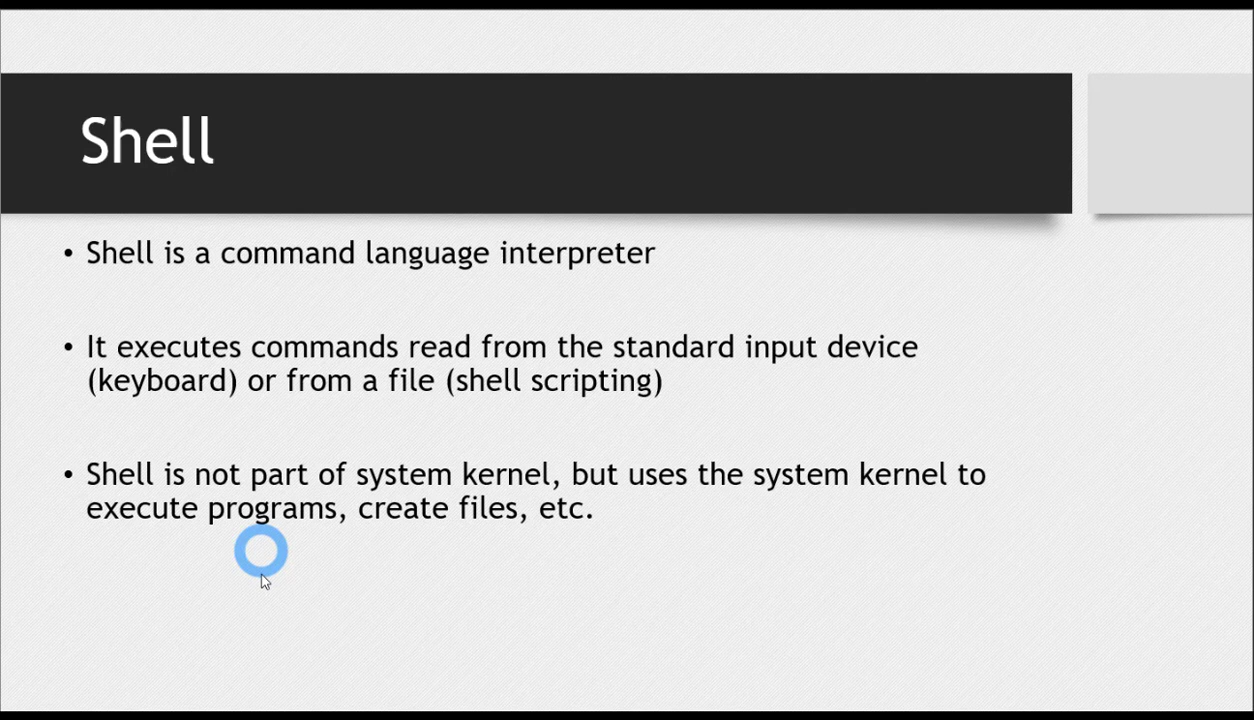 Shell
• Shell is a command language interpreter
• It executes commands read from the standard input device
(keyboard) or from a file (shell scripting)
• Shell is not part of system kernel, but uses the system kernel to
execute programs, create files, etc.